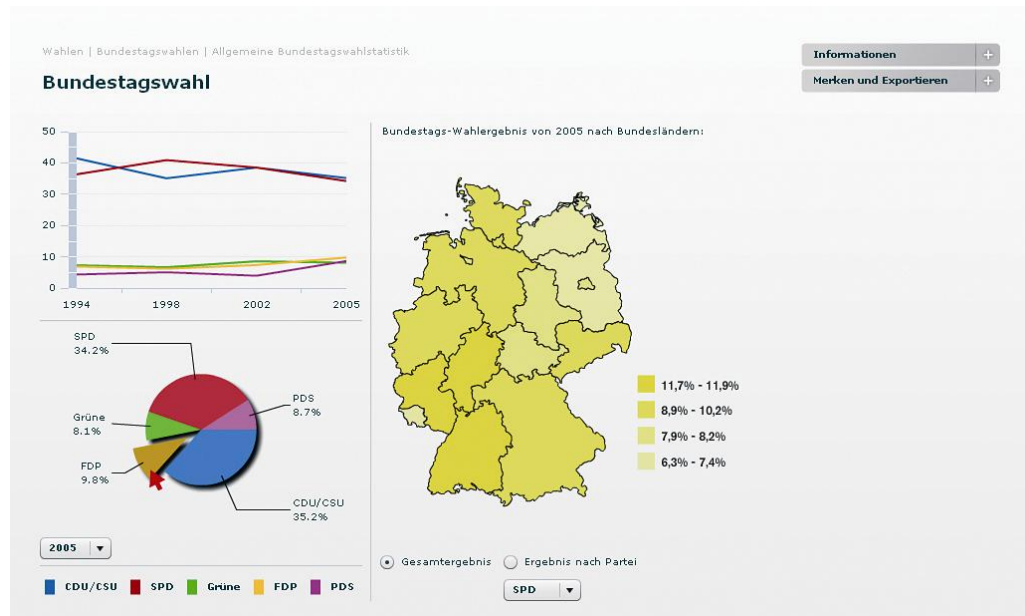 Wahlen | Bundestagswahlen | Allgemeine Bundestagswahlstatistik
Bundestagswahl
Informationen +
Merken und Exportieren +
50
40
30
20
10
0
1994 1998 2002 2005
SPD
34.2%
PDS
8.7%
Grüne
8.1%
FDP
9.8%
CDU/CSU
35.2%
2005
CDU/CSU SPD Grüne FDP PDS
Bundestags-Wahlergebnis von 2005 nach Bundesländern:
11,7% - 11,9%
8,9% - 10,2%
7,9% - 8,2%
6,3% - 7,4%
Gesamtergebnis Ergebnis nach Partei
SPD